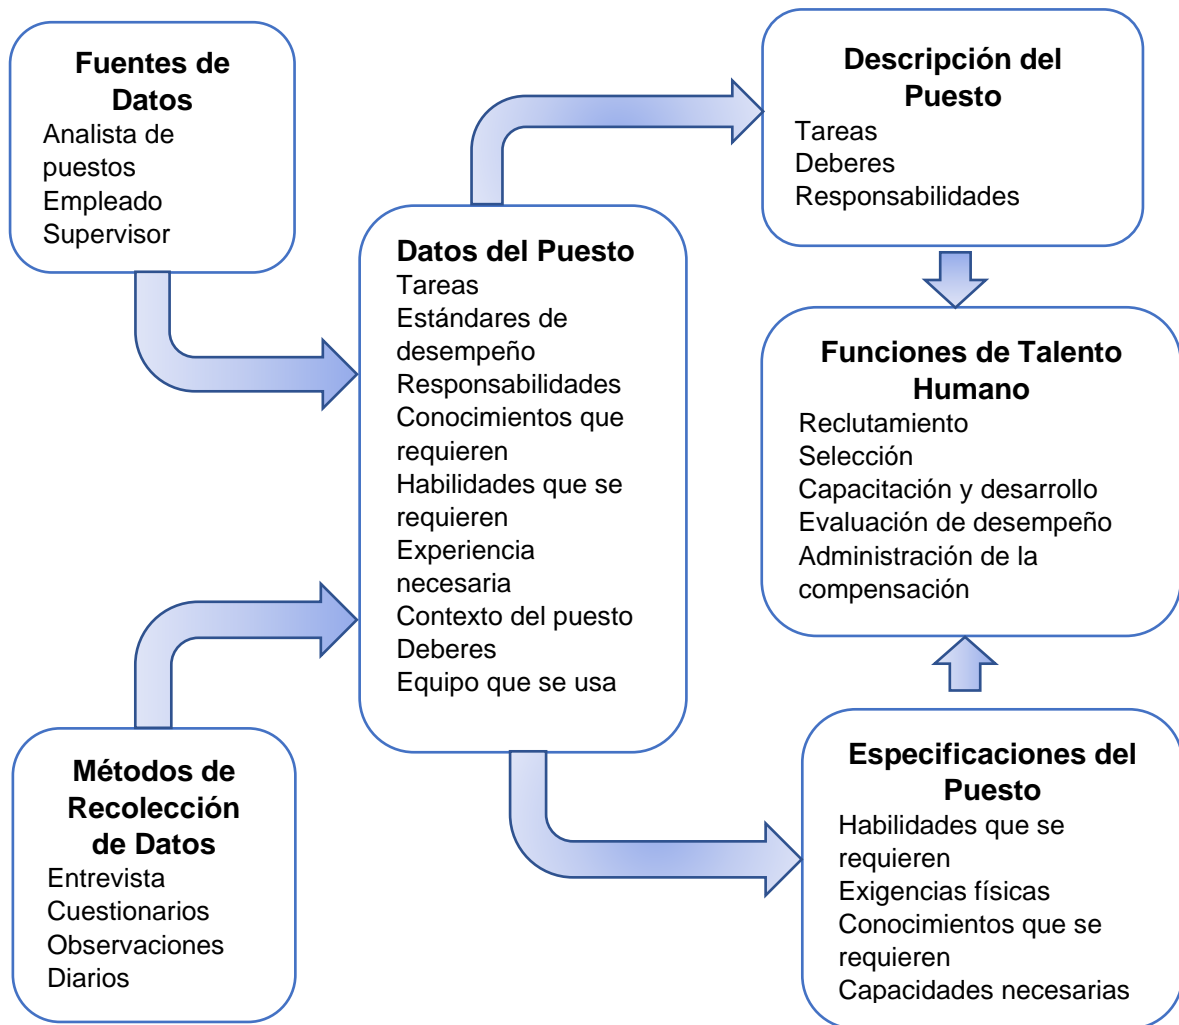 Fuentes de
Datos
Analista de
puestos
Empleado
Supervisor
Métodos de
Recolección
de Datos
Entrevista
Cuestionarios
Observaciones
Diarios
Datos del Puesto
Tareas
Estándares de
desempeño
Responsabilidades
Conocimientos que
requieren
Habilidades que se
requieren
Experiencia
necesaria
Contexto del puesto
Deberes
Equipo que se usa
Descripción del
Puesto
Tareas
Deberes
Responsabilidades
Funciones de Talento
Humano
Reclutamiento
Selección
Capacitación y desarrollo
Evaluación de desempeño
Administración de la
compensación
Especificaciones del
Puesto
Habilidades que se
requieren
Exigencias físicas
Conocimientos que se
requieren
Capacidades necesarias